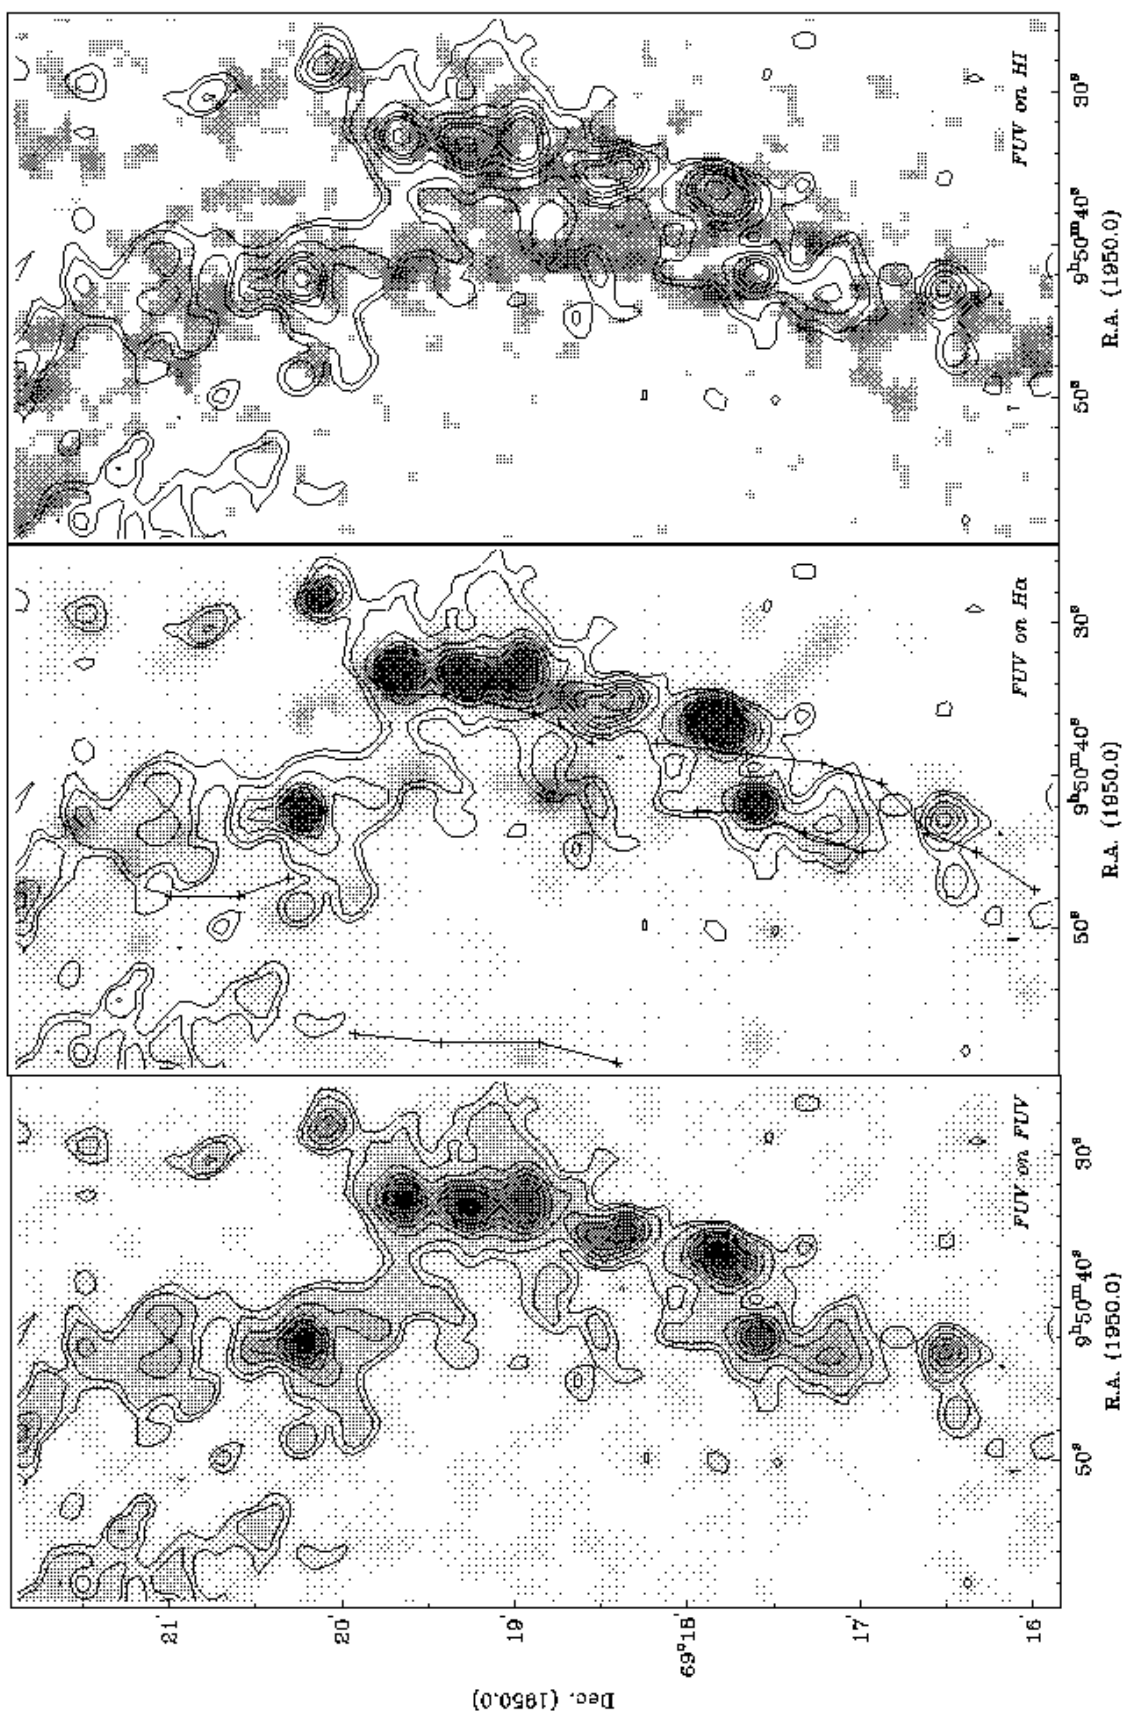 Dec. (1950.0)
21'
20'
19'
69°18'
17'
16'
FUV on FUV
50ˢ
9ʰ50ᵐ40ˢ
30ˢ
R.A. (1950.0)
FUV on Hα
50ˢ
9ʰ50ᵐ40ˢ
30ˢ
R.A. (1950.0)
FUV on HI
50ˢ
9ʰ50ᵐ40ˢ
30ˢ
R.A. (1950.0)